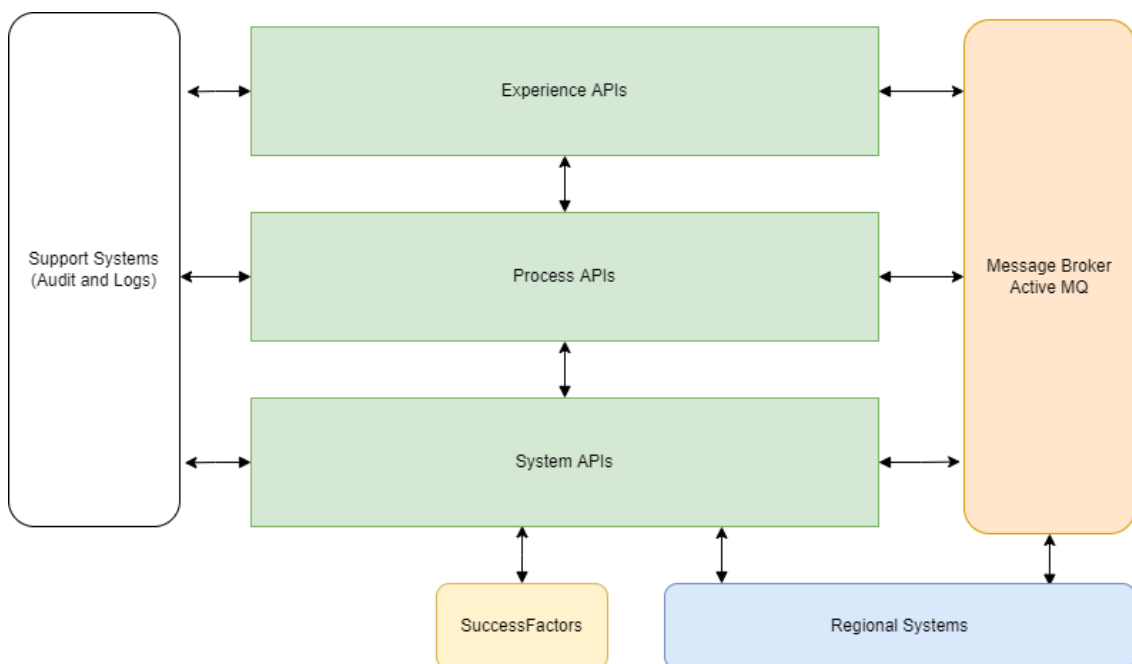 Experience APIs
Support Systems
(Audit and Logs)
Process APIs
Message Broker
Active MQ
System APIs
SuccessFactors
Regional Systems